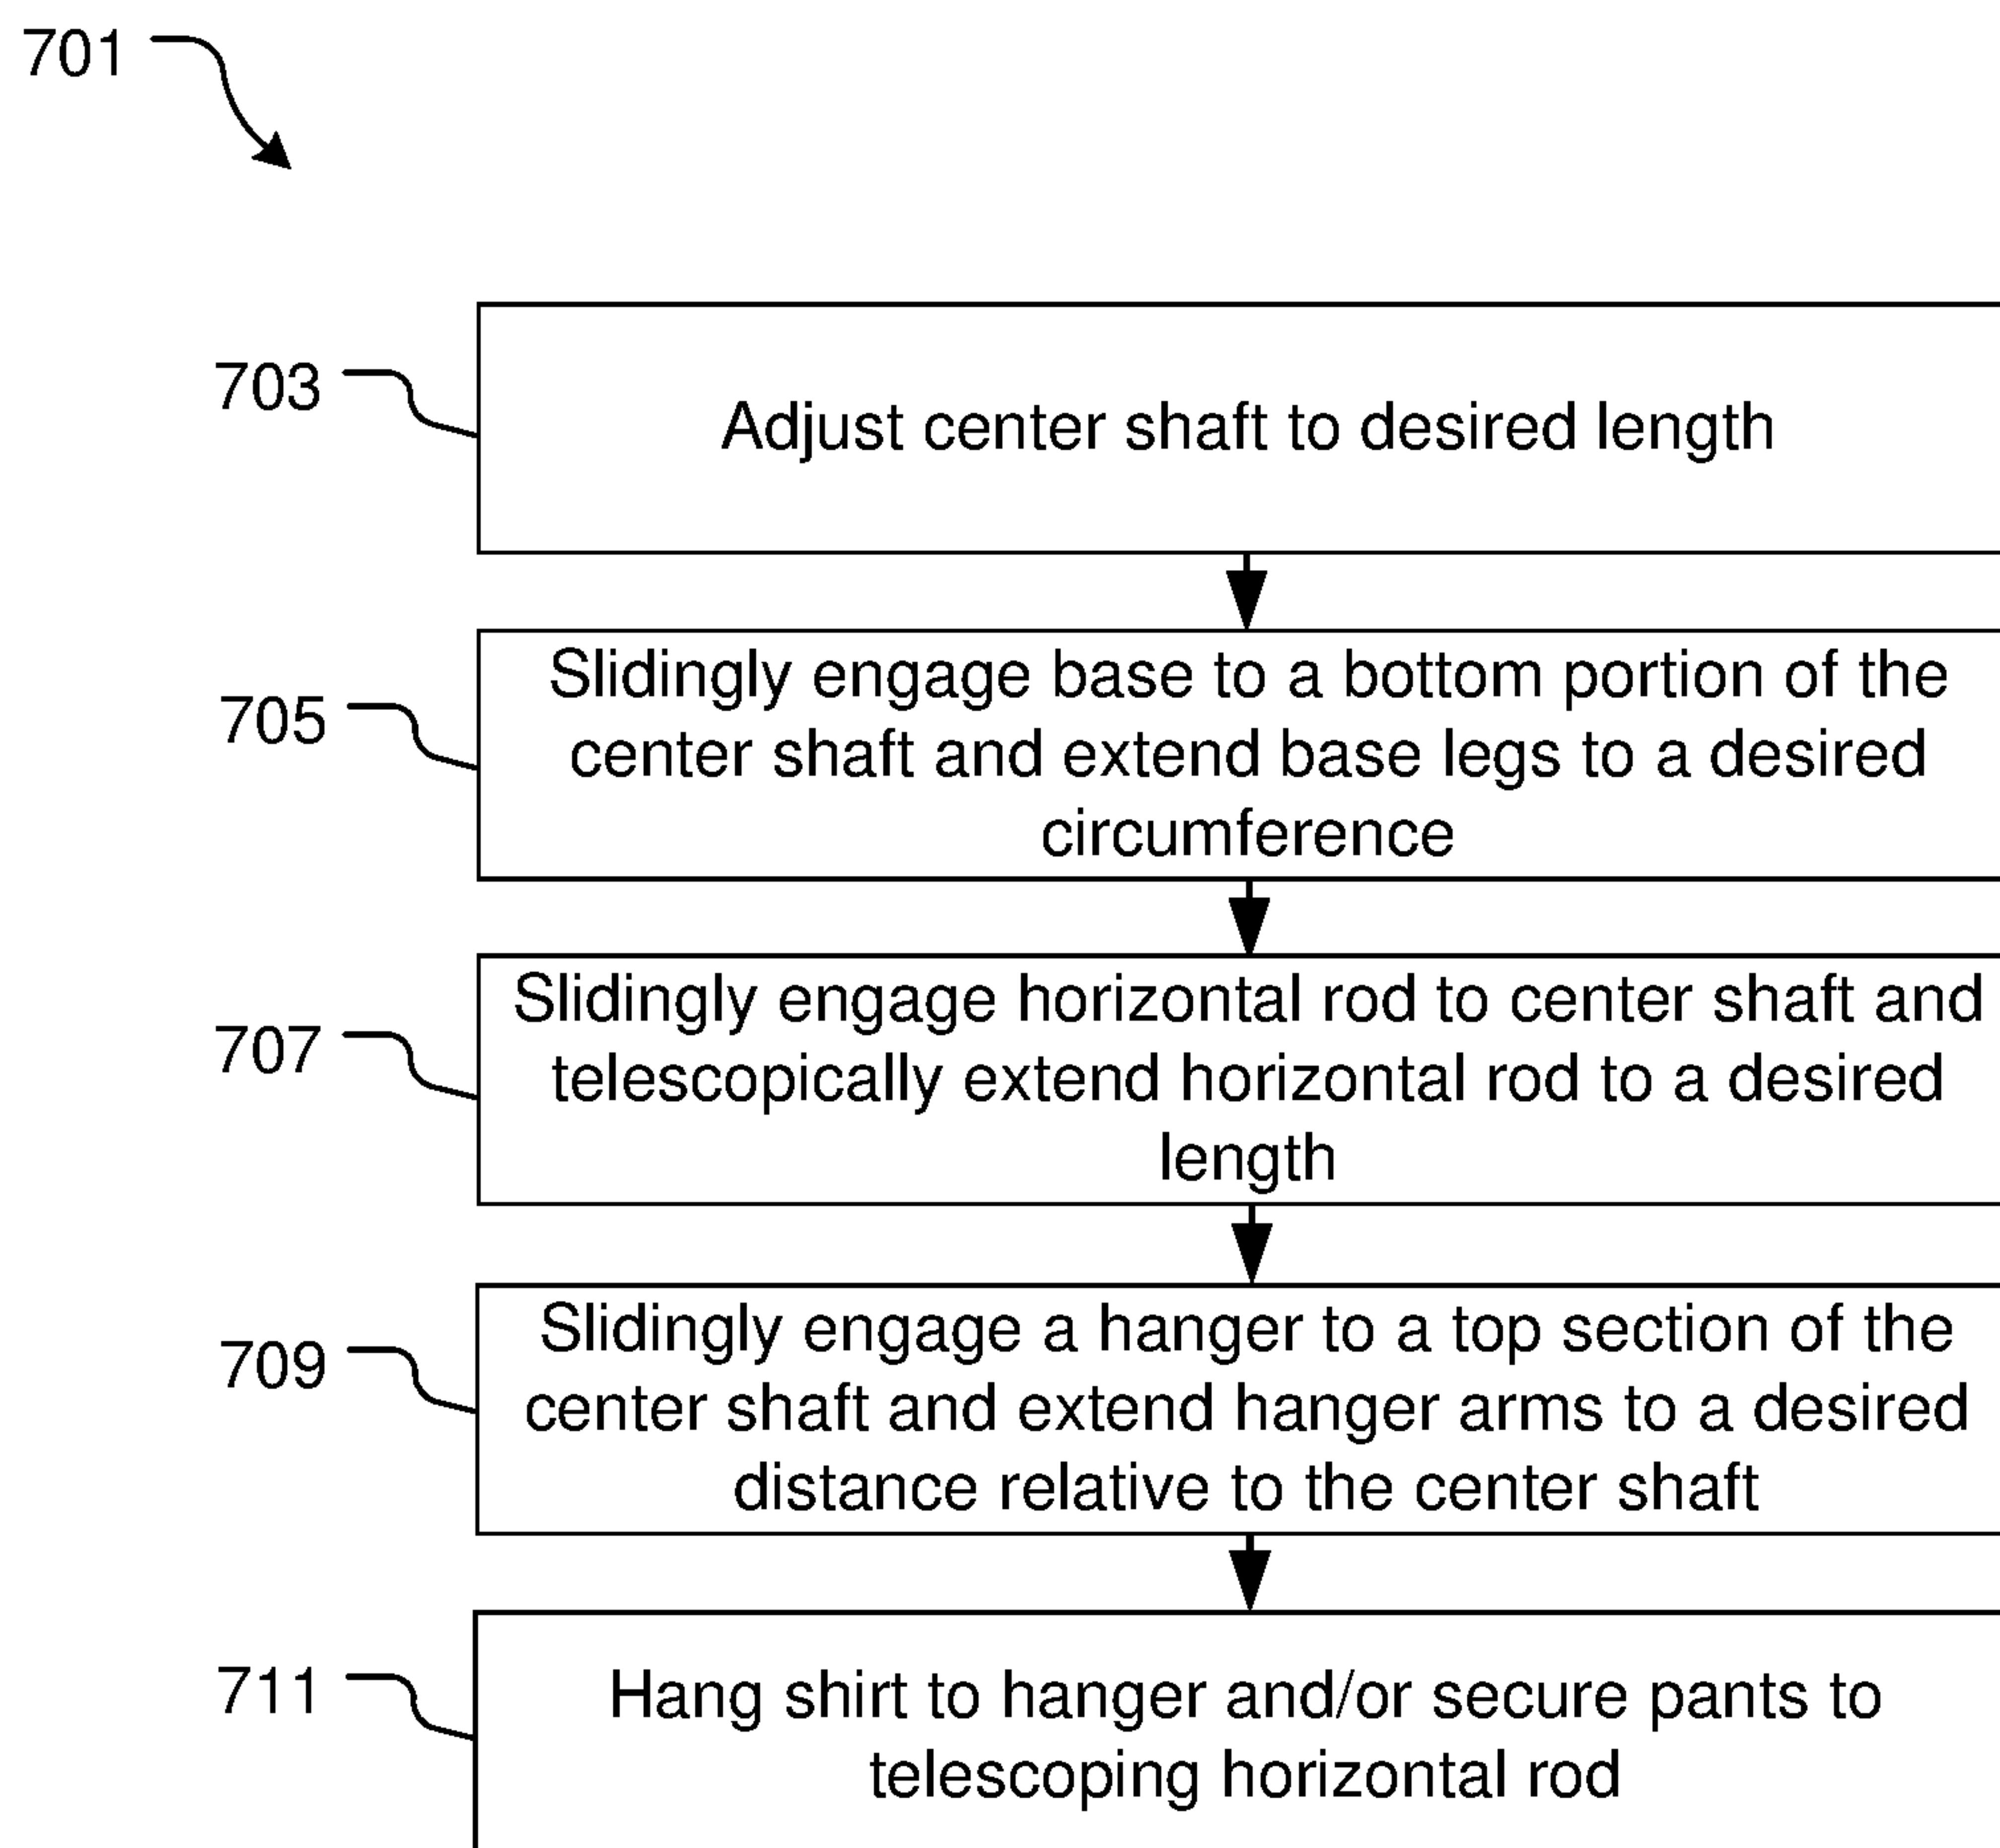 701
703
Adjust center shaft to desired length
705
Slidingly engage base to a bottom portion of the
center shaft and extend base legs to a desired
circumference
707
Slidingly engage horizontal rod to center shaft and
telescopically extend horizontal rod to a desired
length
709
Slidingly engage a hanger to a top section of the
center shaft and extend hanger arms to a desired
distance relative to the center shaft
711
Hang shirt to hanger and/or secure pants to
telescoping horizontal rod